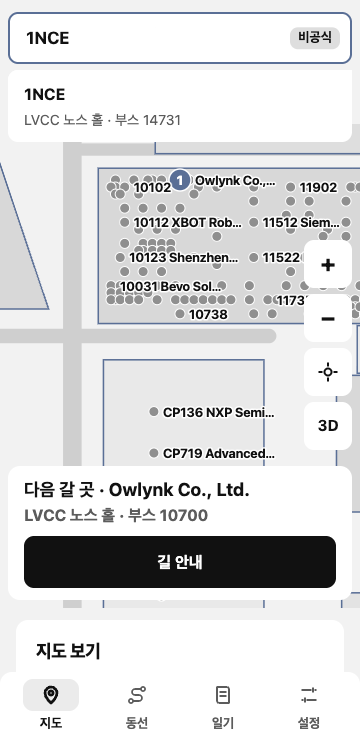 1NCE
비공식
1NCE
LVCC 노스 홀 · 부스 14731
10102
1
Owlynk Co.,...
11902
10112 XBOT Rob...
11512 Siem...
10123 Shenzhen...
11522
10031 Bevo Sol...
1173
10738
+
−
3D
CP136 NXP Semi...
CP719 Advanced...
다음 갈 곳 · Owlynk Co., Ltd.
LVCC 노스 홀 · 부스 10700
길 안내
지도 보기
지도
동선
일기
설정